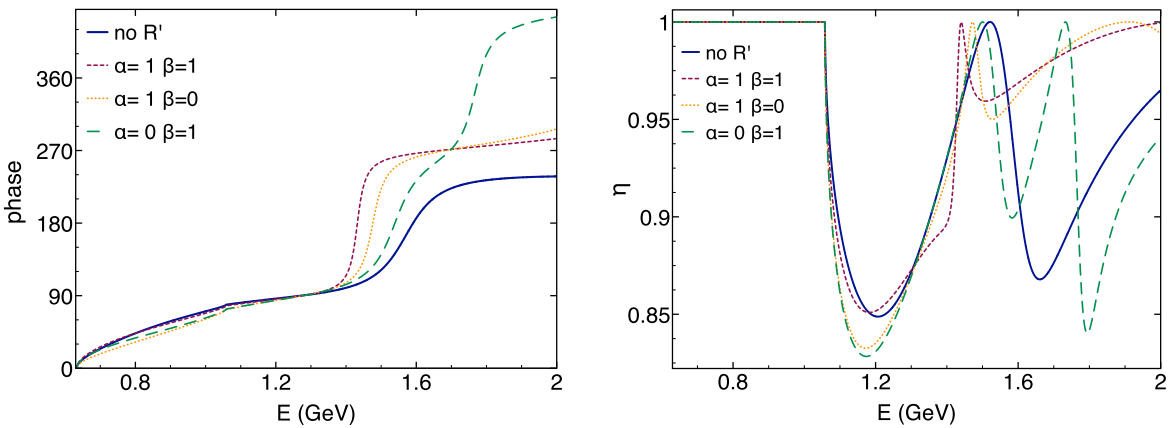 360
270
180
90
0
phase
no R'
α= 1 β=1
α= 1 β=0
α= 0 β=1
0.8 1.2 1.6 2
E (GeV)
1
0.95
0.9
0.85
η
no R'
α= 1 β=1
α= 1 β=0
α= 0 β=1
0.8 1.2 1.6 2
E (GeV)